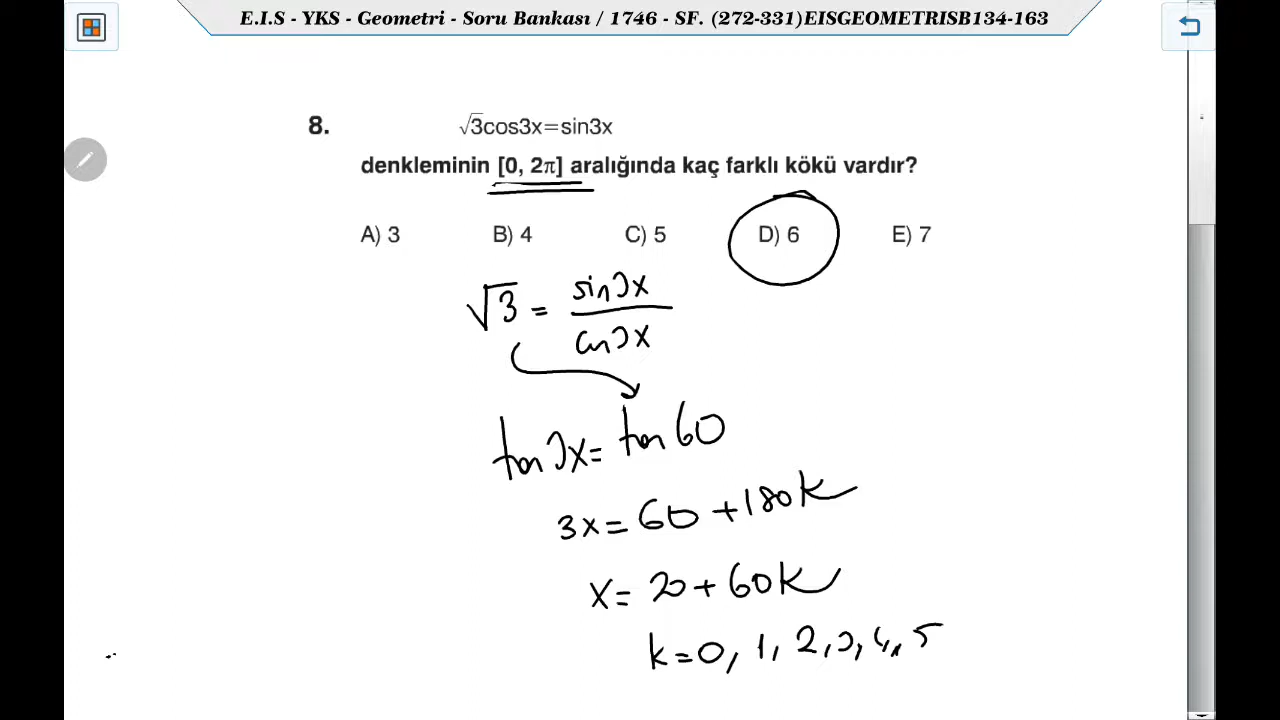 E.I.S - YKS - Geometri - Soru Bankası / 1746 - SF. (272-331)EISGEOMETRISB134-163
8. √3cos3x=sin3x
denkleminin [0, 2π] aralığında kaç farklı kökü vardır?
A) 3 B) 4 C) 5 D) 6 E) 7
√3 = sin3x / cos3x
tan3x = tan60
3x = 60 + 180k
x = 20 + 60k
k = 0, 1, 2, 3, 4, 5